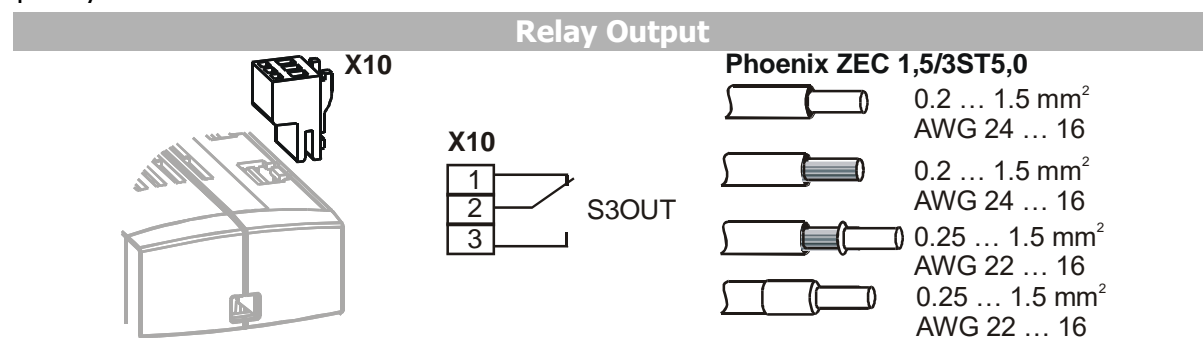 Relay Output
X10
Phoenix ZEC 1,5/3ST5,0
0.2 … 1.5 mm²
AWG 24 … 16
X10
1
2
3
S3OUT
0.2 … 1.5 mm²
AWG 24 … 16
0.25 … 1.5 mm²
AWG 22 … 16
0.25 … 1.5 mm²
AWG 22 … 16